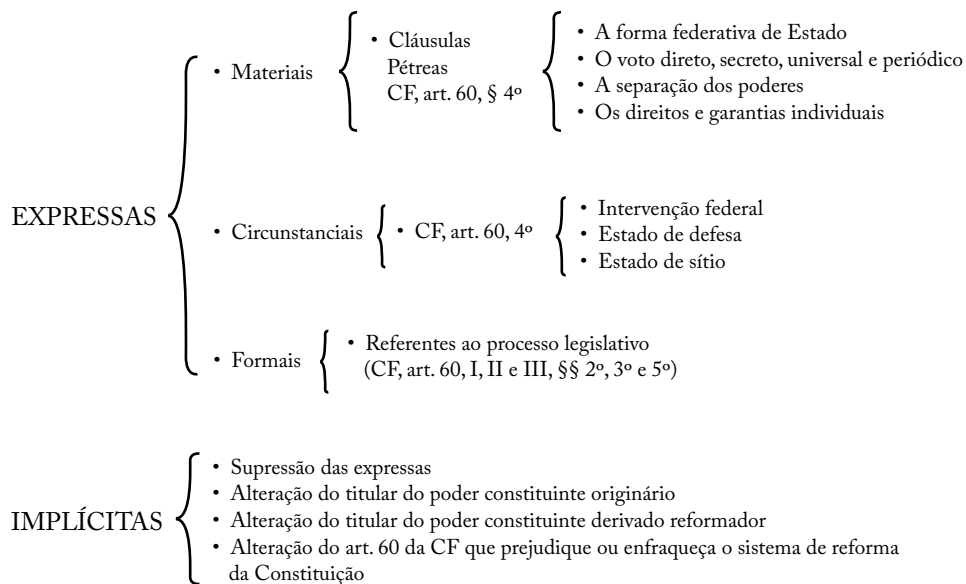 EXPRESSAS
• Materiais
• Cláusulas
Pétreas
CF, art. 60, § 4º
• A forma federativa de Estado
• O voto direto, secreto, universal e periódico
• A separação dos poderes
• Os direitos e garantias individuais
• Circunstanciais
• CF, art. 60, 4º
• Intervenção federal
• Estado de defesa
• Estado de sítio
• Formais
• Referentes ao processo legislativo
(CF, art. 60, I, II e III, §§ 2º, 3º e 5º)
IMPLÍCITAS
• Supressão das expressas
• Alteração do titular do poder constituinte originário
• Alteração do titular do poder constituinte derivado reformador
• Alteração do art. 60 da CF que prejudique ou enfraqueça o sistema de reforma
da Constituição